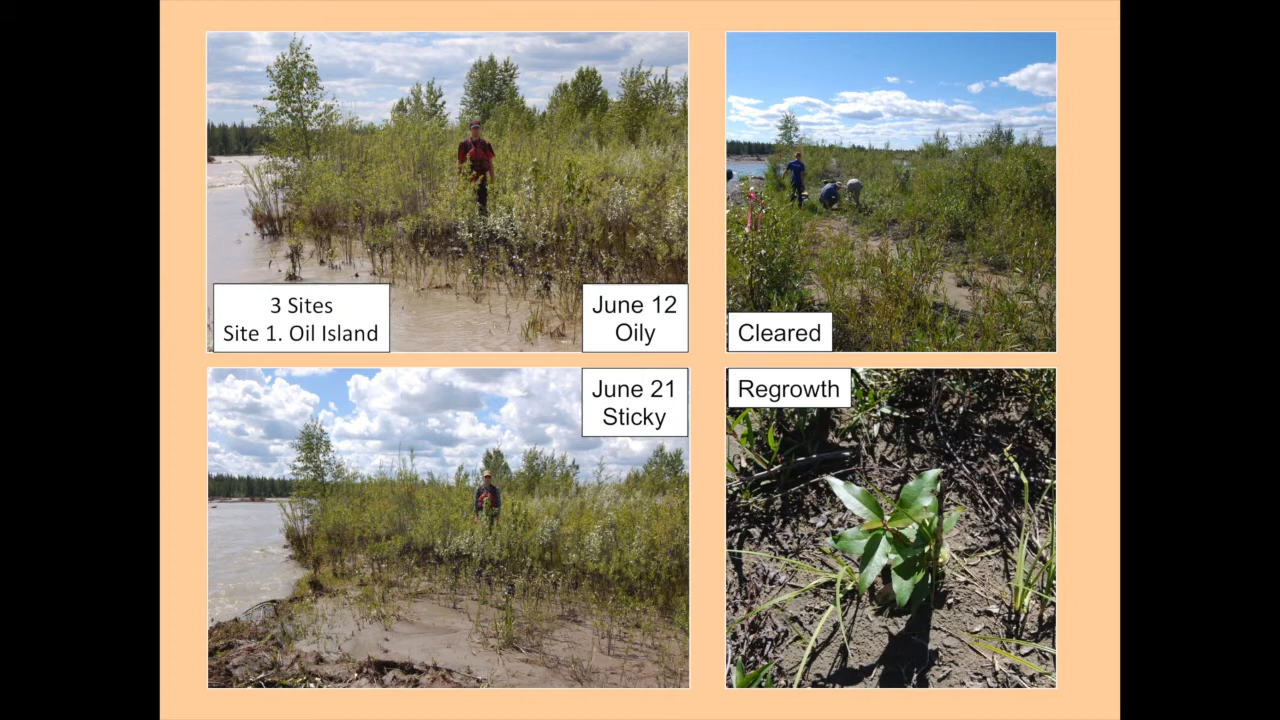 3 Sites
Site 1. Oil Island
June 12
Oily
Cleared
June 21
Sticky
Regrowth